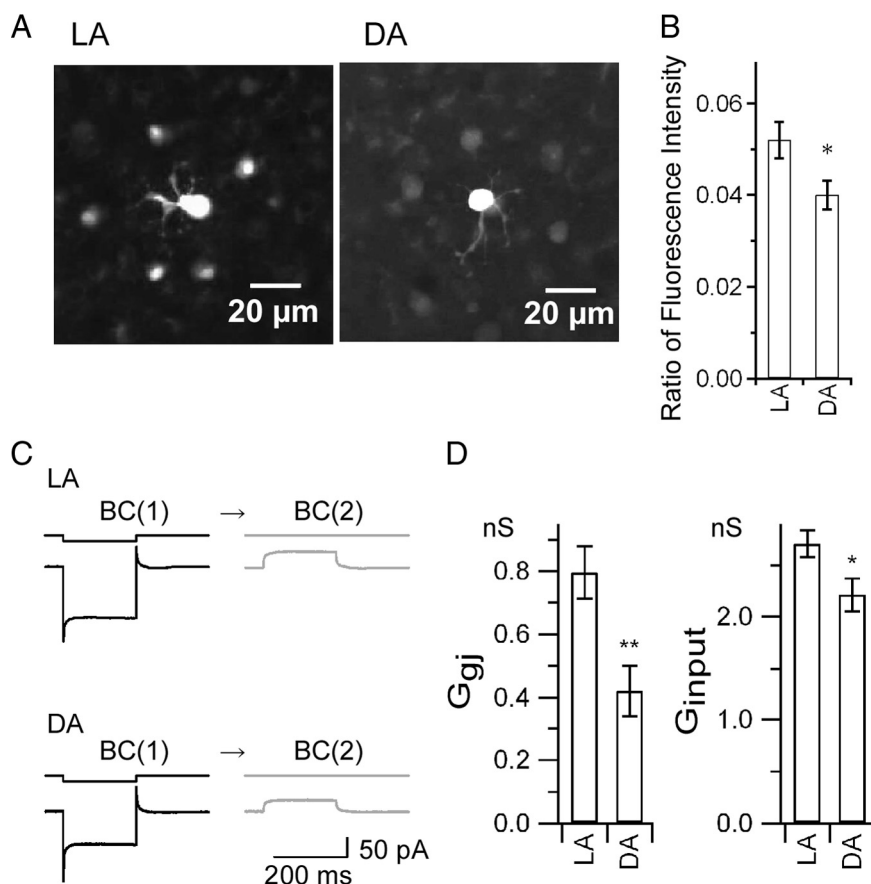 A
LA
DA
20 µm
20 µm
B
Ratio of Fluorescence Intensity
0.06
0.04
0.02
0.00
*
LA
DA
C
LA
BC(1) → BC(2)
DA
BC(1) → BC(2)
50 pA
200 ms
D
nS
Ggj
0.8
0.6
0.4
0.2
0.0
**
LA
DA
nS
Ginput
2.0
1.0
0.0
*
LA
DA